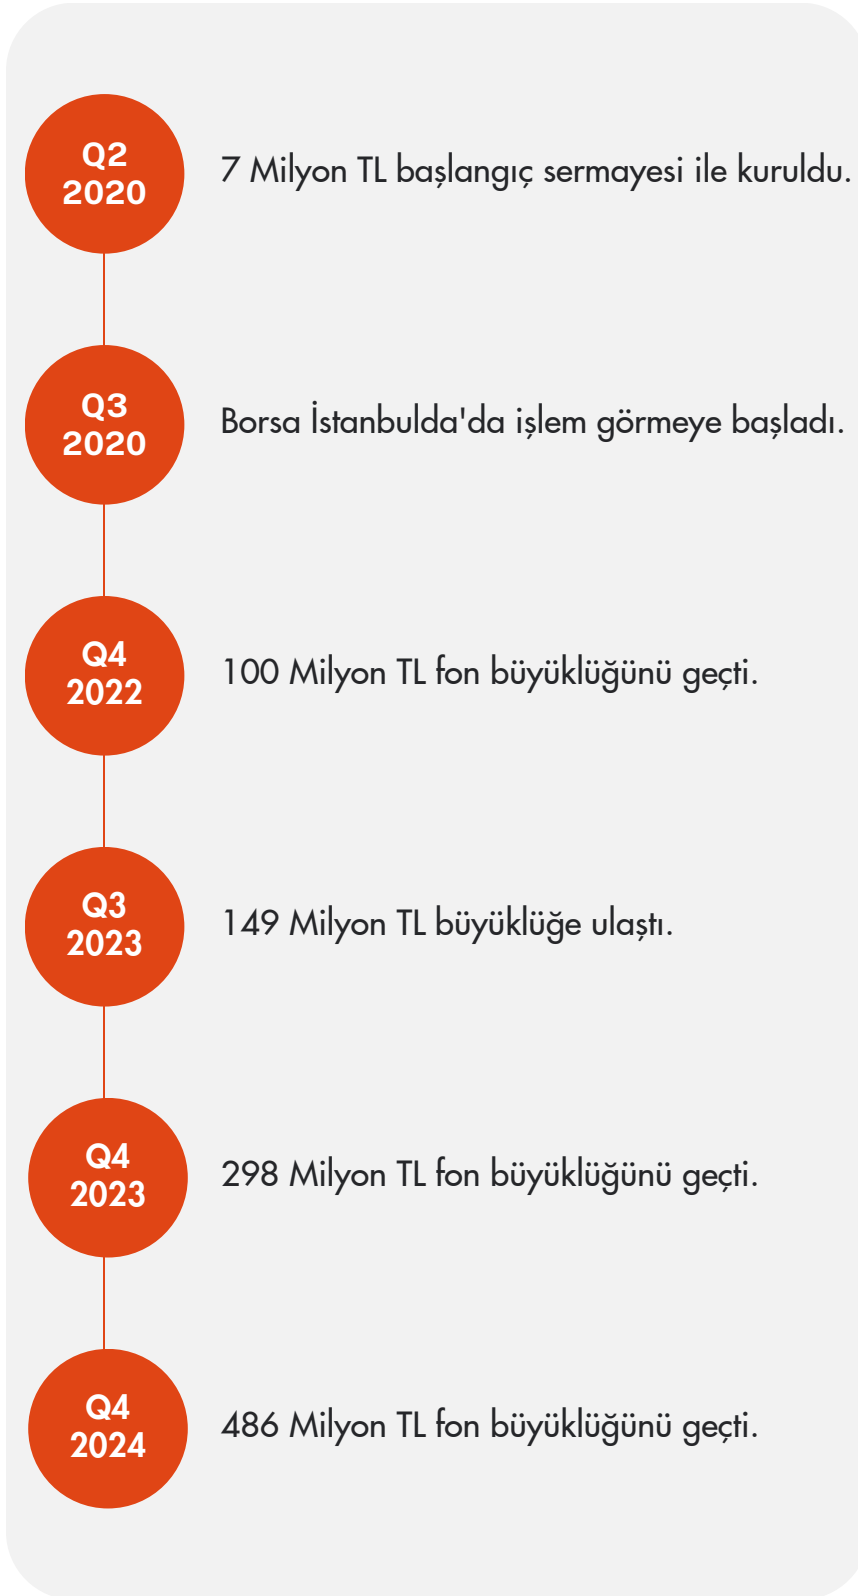 Q2
2020
7 Milyon TL başlangıç sermayesi ile kuruldu.
Q3
2020
Borsa İstanbulda'da işlem görmeye başladı.
Q4
2022
100 Milyon TL fon büyüklüğünü geçti.
Q3
2023
149 Milyon TL büyüklüğe ulaştı.
Q4
2023
298 Milyon TL fon büyüklüğünü geçti.
Q4
2024
486 Milyon TL fon büyüklüğünü geçti.